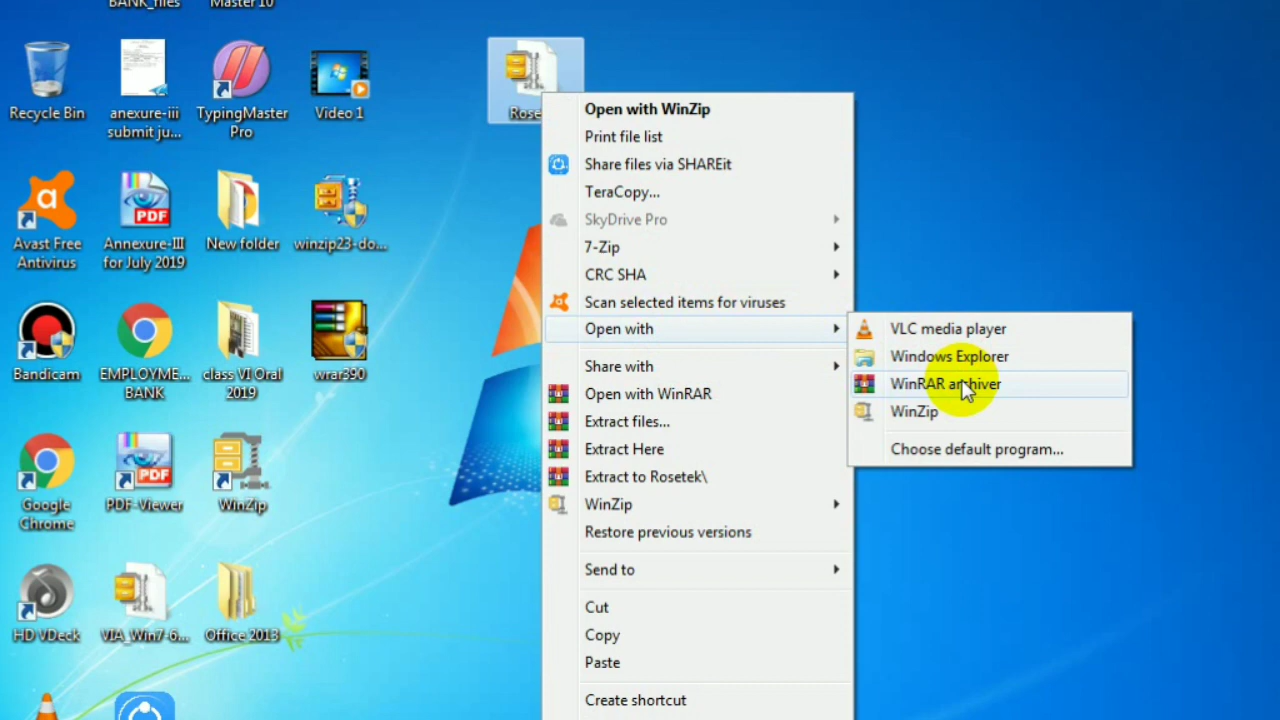 BANK_files
Master 10
Recycle Bin
anexure-iii
submit ju...
TypingMaster
Pro
Video 1
Rose
Avast Free
Antivirus
Annexure-III
for July 2019
New folder
winzip23-do...
Bandicam
EMPLOYME...
BANK
class VI Oral
2019
wrar390
Google
Chrome
PDF-Viewer
WinZip
HD VDeck
VIA_Win7-6...
Office 2013
PDF
PDF
Open with WinZip
Print file list
Share files via SHAREit
TeraCopy...
SkyDrive Pro
7-Zip
CRC SHA
Scan selected items for viruses
Open with
Share with
Open with WinRAR
Extract files...
Extract Here
Extract to Rosetek\
WinZip
Restore previous versions
Send to
Cut
Copy
Paste
Create shortcut
VLC media player
Windows Explorer
WinRAR archiver
WinZip
Choose default program...